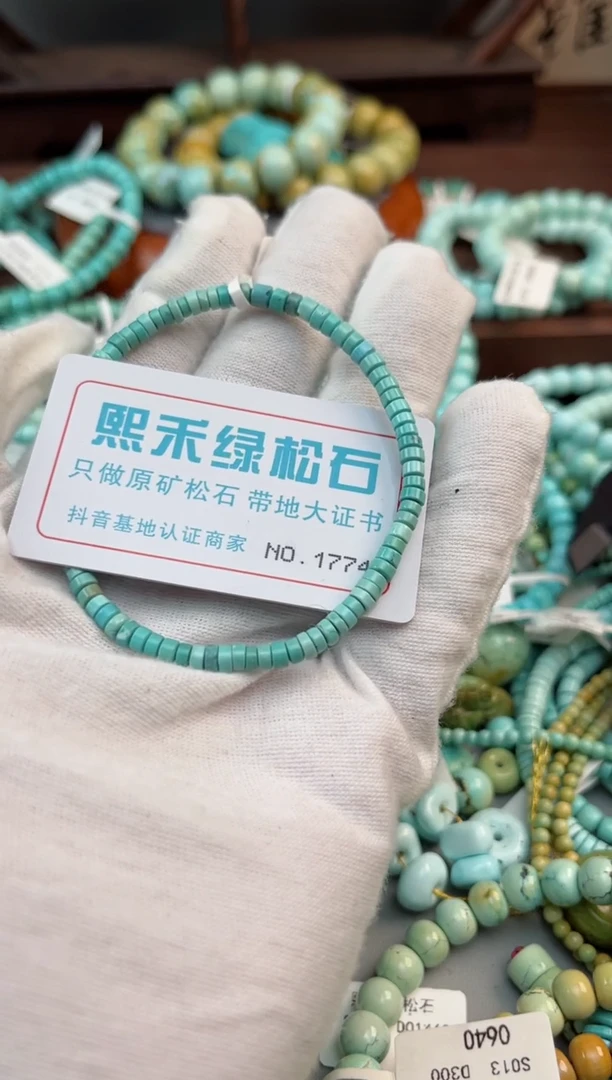 熙禾绿松石
只做原矿松石 带地大证书
抖音基地认证商家
NO.1774
松石
0640
S013 D300